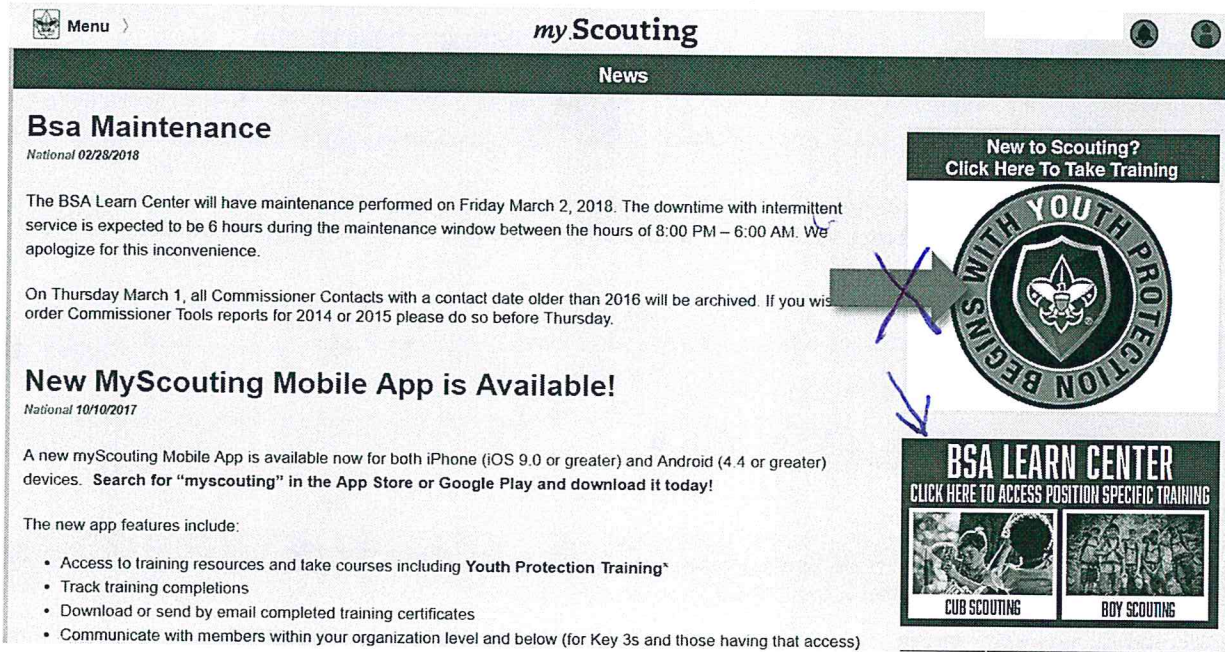 Menu 〉
my.Scouting
News
Bsa Maintenance
National 02/28/2018
The BSA Learn Center will have maintenance performed on Friday March 2, 2018. The downtime with intermittent
service is expected to be 6 hours during the maintenance window between the hours of 8:00 PM – 6:00 AM. We
apologize for this inconvenience.
On Thursday March 1, all Commissioner Contacts with a contact date older than 2016 will be archived. If you
order Commissioner Tools reports for 2014 or 2015 please do so before Thursday.
New MyScouting Mobile App is Available!
National 10/10/2017
A new myScouting Mobile App is available now for both iPhone (iOS 9.0 or greater) and Android (4.4 or greater)
devices. Search for “myscouting” in the App Store or Google Play and download it today!
The new app features include:
• Access to training resources and take courses including Youth Protection Training*
• Track training completions
• Download or send by email completed training certificates
• Communicate with members within your organization level and below (for Key 3s and those having that access)
New to Scouting?
Click Here To Take Training
WITH YOUTH PROTECTION BEGINS NOW
BSA LEARN CENTER
CLICK HERE TO ACCESS POSITION SPECIFIC TRAINING
CUB SCOUTING
BOY SCOUTING